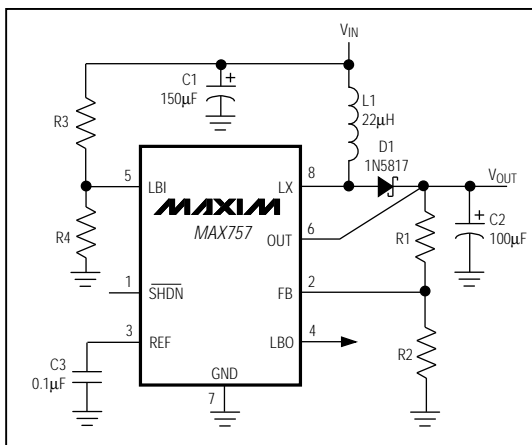 VIN
C1
150µF
L1
22µH
R3
D1
1N5817
5
LBI
LX
8
VOUT
MAXIM
MAX757
R4
OUT
6
R1
C2
100µF
1
SHDN
FB
2
3
REF
LBO
4
C3
0.1µF
R2
GND
7